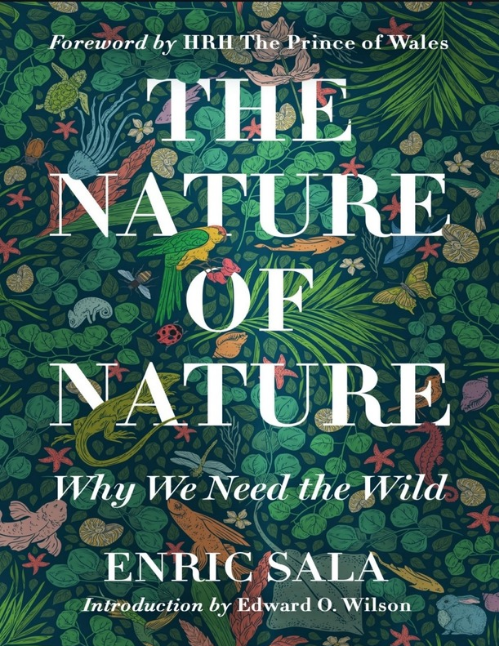 Foreword by HRH The Prince of Wales
THE
NATURE
OF
NATURE
Why We Need the Wild
ENRIC SALA
Introduction by Edward O. Wilson